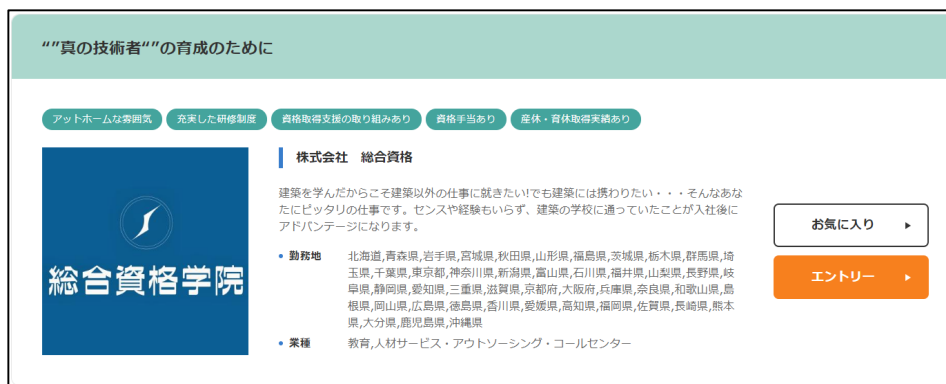 “”真の技術者“”の育成のために
アットホームな雰囲気 充実した研修制度 資格取得支援の取り組みあり 資格手当あり 産休・育休取得実績あり
株式会社 総合資格
建築を学んだからこそ建築以外の仕事に就きたい!でも建築には携わりたい・・・そんなあな
たにピッタリの仕事です。センスや経験もいらず、建築の学校に通っていたことが入社後に
アドバンテージになります。
総合資格学院
• 勤務地 北海道,青森県,岩手県,宮城県,秋田県,山形県,福島県,茨城県,栃木県,群馬県,埼
玉県,千葉県,東京都,神奈川県,新潟県,富山県,石川県,福井県,山梨県,長野県,岐
阜県,静岡県,愛知県,三重県,滋賀県,京都府,大阪府,兵庫県,奈良県,和歌山県,島
根県,岡山県,広島県,徳島県,香川県,愛媛県,高知県,福岡県,佐賀県,長崎県,熊本
県,大分県,鹿児島県,沖縄県
• 業種 教育,人材サービス・アウトソーシング・コールセンター
お気に入り
エントリー